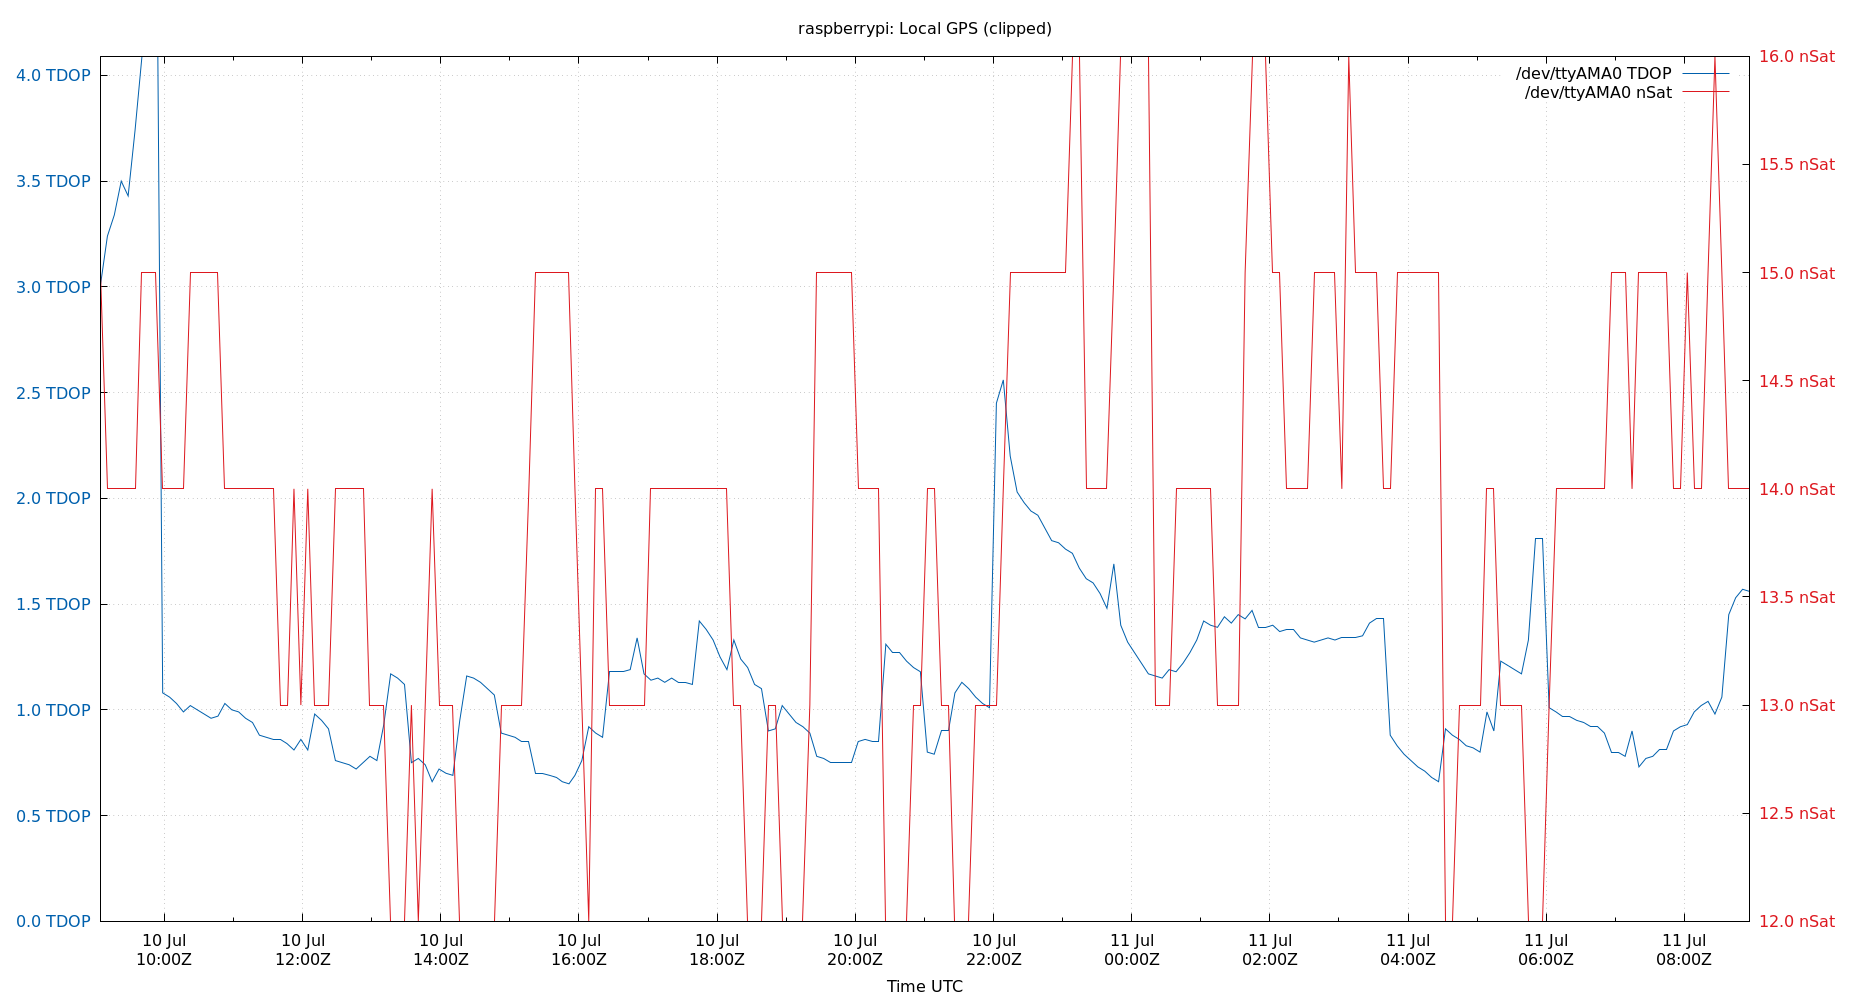 raspberrypi: Local GPS (clipped)
/dev/ttyAMA0 TDOP
/dev/ttyAMA0 nSat
4.0 TDOP
3.5 TDOP
3.0 TDOP
2.5 TDOP
2.0 TDOP
1.5 TDOP
1.0 TDOP
0.5 TDOP
0.0 TDOP
16.0 nSat
15.5 nSat
15.0 nSat
14.5 nSat
14.0 nSat
13.5 nSat
13.0 nSat
12.5 nSat
12.0 nSat
10 Jul 10 Jul 10 Jul 10 Jul 10 Jul 10 Jul 10 Jul 11 Jul 11 Jul 11 Jul 11 Jul 11 Jul
10:00Z 12:00Z 14:00Z 16:00Z 18:00Z 20:00Z 22:00Z 00:00Z 02:00Z 04:00Z 06:00Z 08:00Z
Time UTC